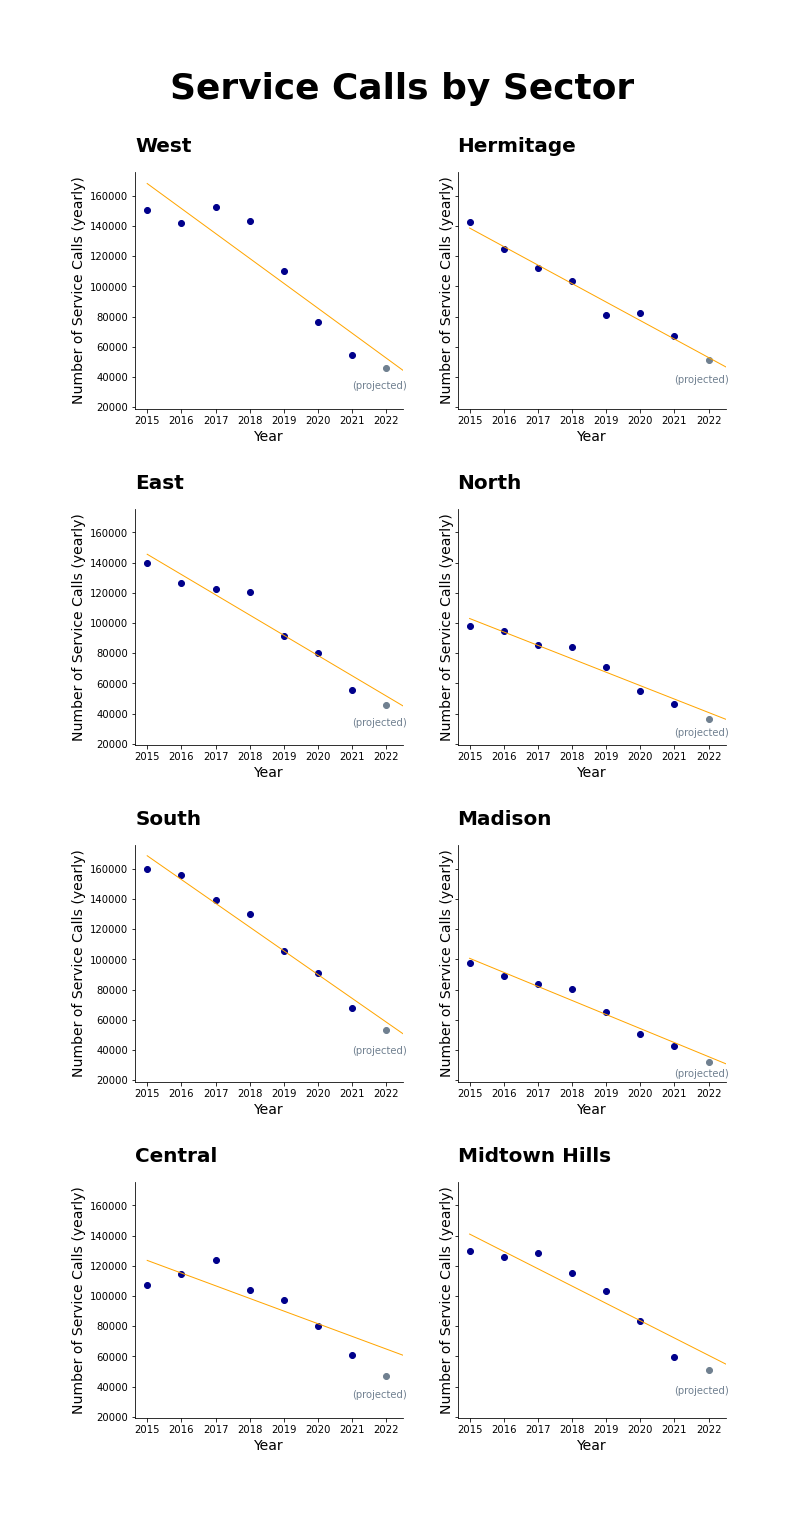 Service Calls by Sector
West
Number of Service Calls (yearly)
160000
140000
120000
100000
80000
60000
40000
20000
(projected)
2015 2016 2017 2018 2019 2020 2021 2022
Year
Hermitage
Number of Service Calls (yearly)
(projected)
2015 2016 2017 2018 2019 2020 2021 2022
Year
East
Number of Service Calls (yearly)
160000
140000
120000
100000
80000
60000
40000
20000
(projected)
2015 2016 2017 2018 2019 2020 2021 2022
Year
North
Number of Service Calls (yearly)
(projected)
2015 2016 2017 2018 2019 2020 2021 2022
Year
South
Number of Service Calls (yearly)
160000
140000
120000
100000
80000
60000
40000
20000
(projected)
2015 2016 2017 2018 2019 2020 2021 2022
Year
Madison
Number of Service Calls (yearly)
(projected)
2015 2016 2017 2018 2019 2020 2021 2022
Year
Central
Number of Service Calls (yearly)
160000
140000
120000
100000
80000
60000
40000
20000
(projected)
2015 2016 2017 2018 2019 2020 2021 2022
Year
Midtown Hills
Number of Service Calls (yearly)
(projected)
2015 2016 2017 2018 2019 2020 2021 2022
Year